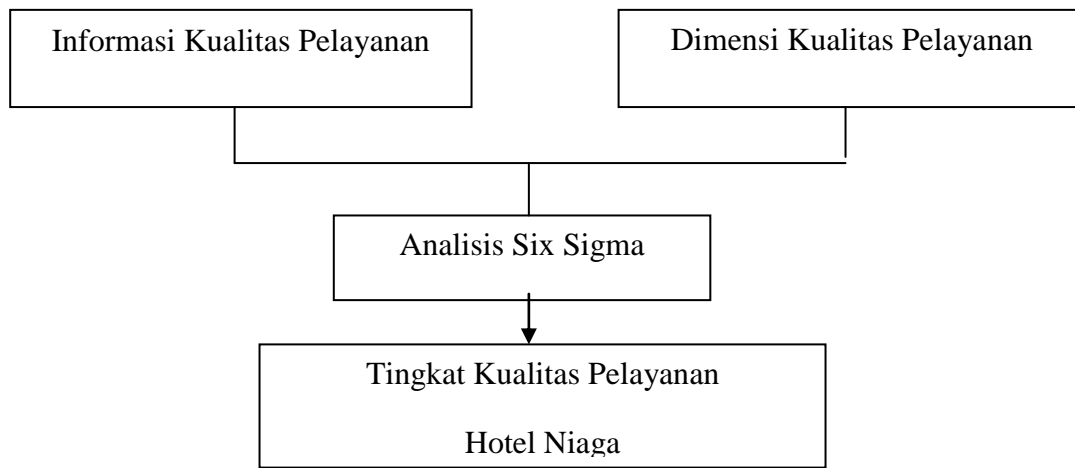 Informasi Kualitas Pelayanan
Dimensi Kualitas Pelayanan
Analisis Six Sigma
Tingkat Kualitas Pelayanan
Hotel Niaga